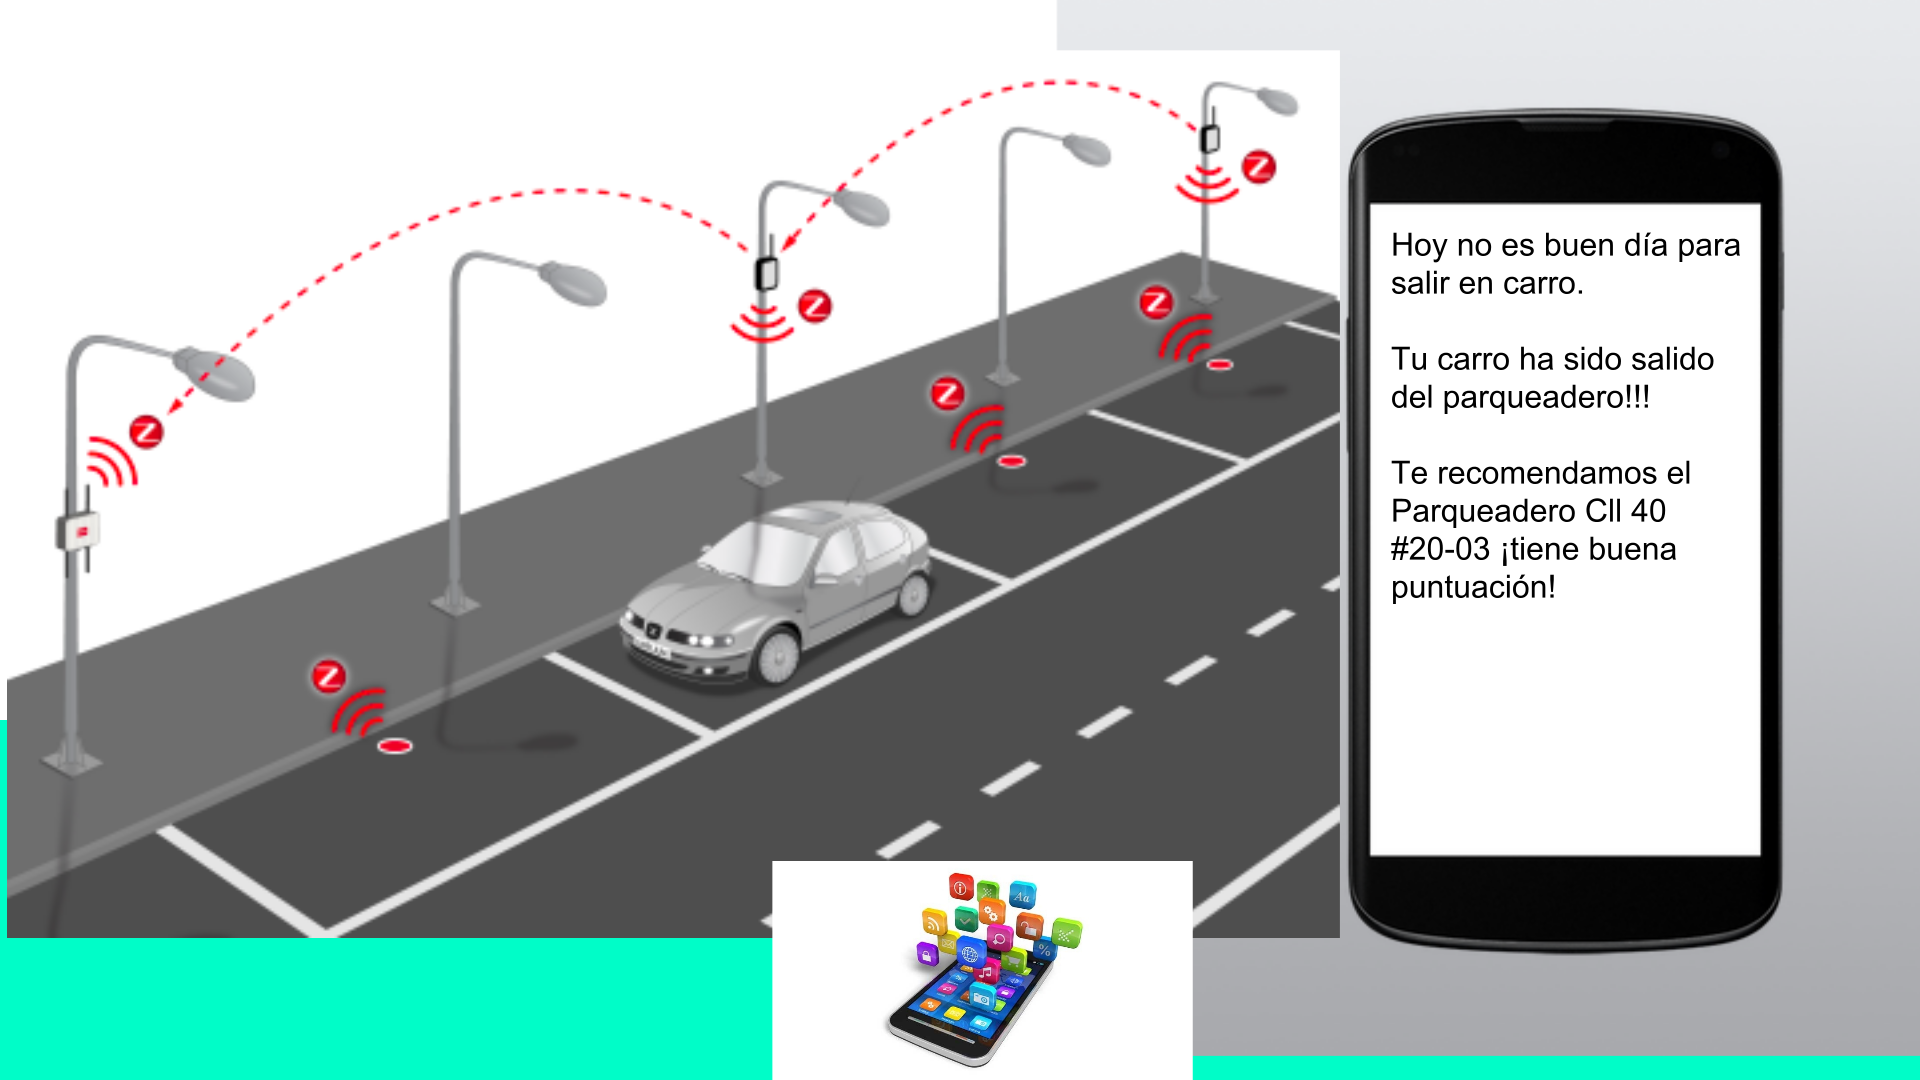 Hoy no es buen día para
salir en carro.
Tu carro ha sido salido
del parqueadero!!!
Te recomendamos el
Parqueadero Cll 40
#20-03 ¡tiene buena
puntuación!
Z
Z
Z
Z
Z
Z
Aa
%